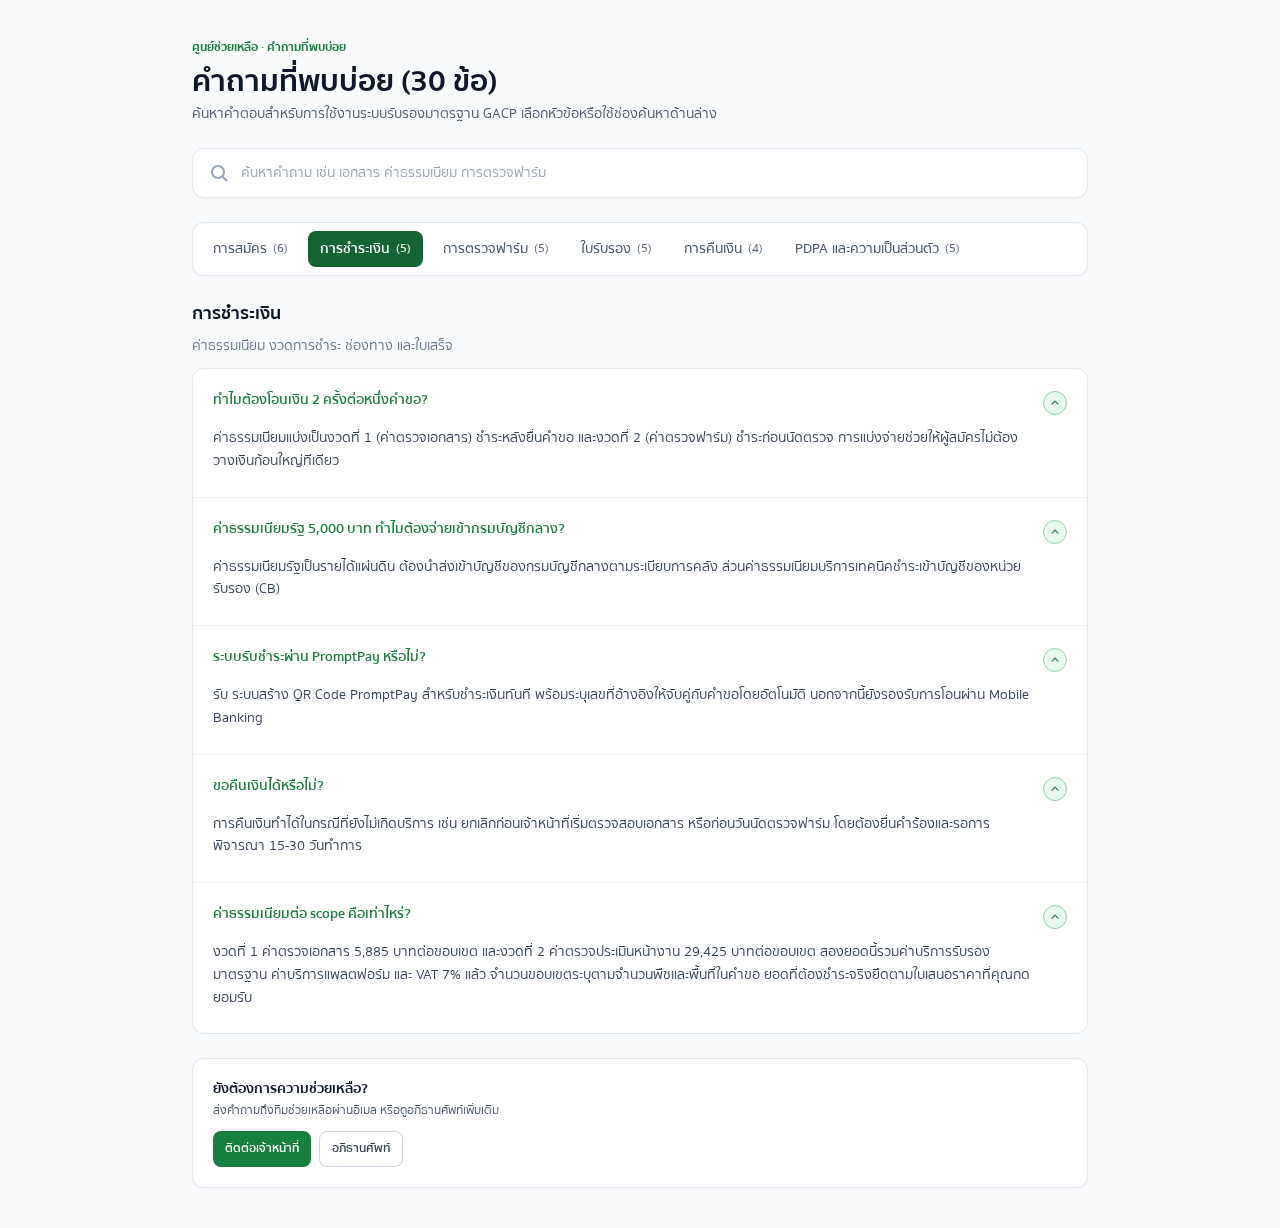 ศูนย์ช่วยเหลือ · คำถามที่พบบ่อย
คำถามที่พบบ่อย (30 ข้อ)
ค้นหาคำตอบสำหรับการใช้งานระบบรับรองมาตรฐาน GACP เลือกหัวข้อหรือใช้ช่องค้นหาด้านล่าง
ค้นหาคำถาม เช่น เอกสาร ค่าธรรมเนียม การตรวจฟาร์ม
การสมัคร (6) การชำระเงิน (5) การตรวจฟาร์ม (5) ใบรับรอง (5) การคืนเงิน (4) PDPA และความเป็นส่วนตัว (5)
การชำระเงิน
ค่าธรรมเนียม งวดการชำระ ช่องทาง และใบเสร็จ
ทำไมต้องโอนเงิน 2 ครั้งต่อหนึ่งคำขอ?
ค่าธรรมเนียมแบ่งเป็นงวดที่ 1 (ค่าตรวจเอกสาร) ชำระหลังยื่นคำขอ และงวดที่ 2 (ค่าตรวจฟาร์ม) ชำระก่อนนัดตรวจ การแบ่งจ่ายช่วยให้ผู้สมัครไม่ต้อง
วางเงินก้อนใหญ่ทีเดียว
ค่าธรรมเนียมรัฐ 5,000 บาท ทำไมต้องจ่ายเข้ากรมบัญชีกลาง?
ค่าธรรมเนียมรัฐเป็นรายได้แผ่นดิน ต้องนำส่งเข้าบัญชีของกรมบัญชีกลางตามระเบียบการคลัง ส่วนค่าธรรมเนียมบริการเทคนิคชำระเข้าบัญชีของหน่วย
รับรอง (CB)
ระบบรับชำระผ่าน PromptPay หรือไม่?
รับ ระบบสร้าง QR Code PromptPay สำหรับชำระเงินทันที พร้อมระบุเลขที่อ้างอิงให้จับคู่กับคำขอโดยอัตโนมัติ นอกจากนี้ยังรองรับการโอนผ่าน Mobile
Banking
ขอคืนเงินได้หรือไม่?
การคืนเงินทำได้ในกรณีที่ยังไม่เกิดบริการ เช่น ยกเลิกก่อนเจ้าหน้าที่เริ่มตรวจสอบเอกสาร หรือก่อนวันนัดตรวจฟาร์ม โดยต้องยื่นคำร้องและรอการ
พิจารณา 15-30 วันทำการ
ค่าธรรมเนียมต่อ scope คือเท่าไหร่?
งวดที่ 1 ค่าตรวจเอกสาร 5,885 บาทต่อขอบเขต และงวดที่ 2 ค่าตรวจประเมินหน้างาน 29,425 บาทต่อขอบเขต สองยอดนี้รวมค่าบริการรับรอง
มาตรฐาน ค่าบริการแพลตฟอร์ม และ VAT 7% แล้ว จำนวนขอบเขตระบุตามจำนวนพืชและพื้นที่ในคำขอ ยอดที่ต้องชำระจริงยึดตามใบเสนอราคาที่คุณกด
ยอมรับ
ยังต้องการความช่วยเหลือ?
ส่งคำถามถึงทีมช่วยเหลือผ่านอีเมล หรือดูอภิธานศัพท์เพิ่มเติม
ติดต่อเจ้าหน้าที่ อภิธานศัพท์